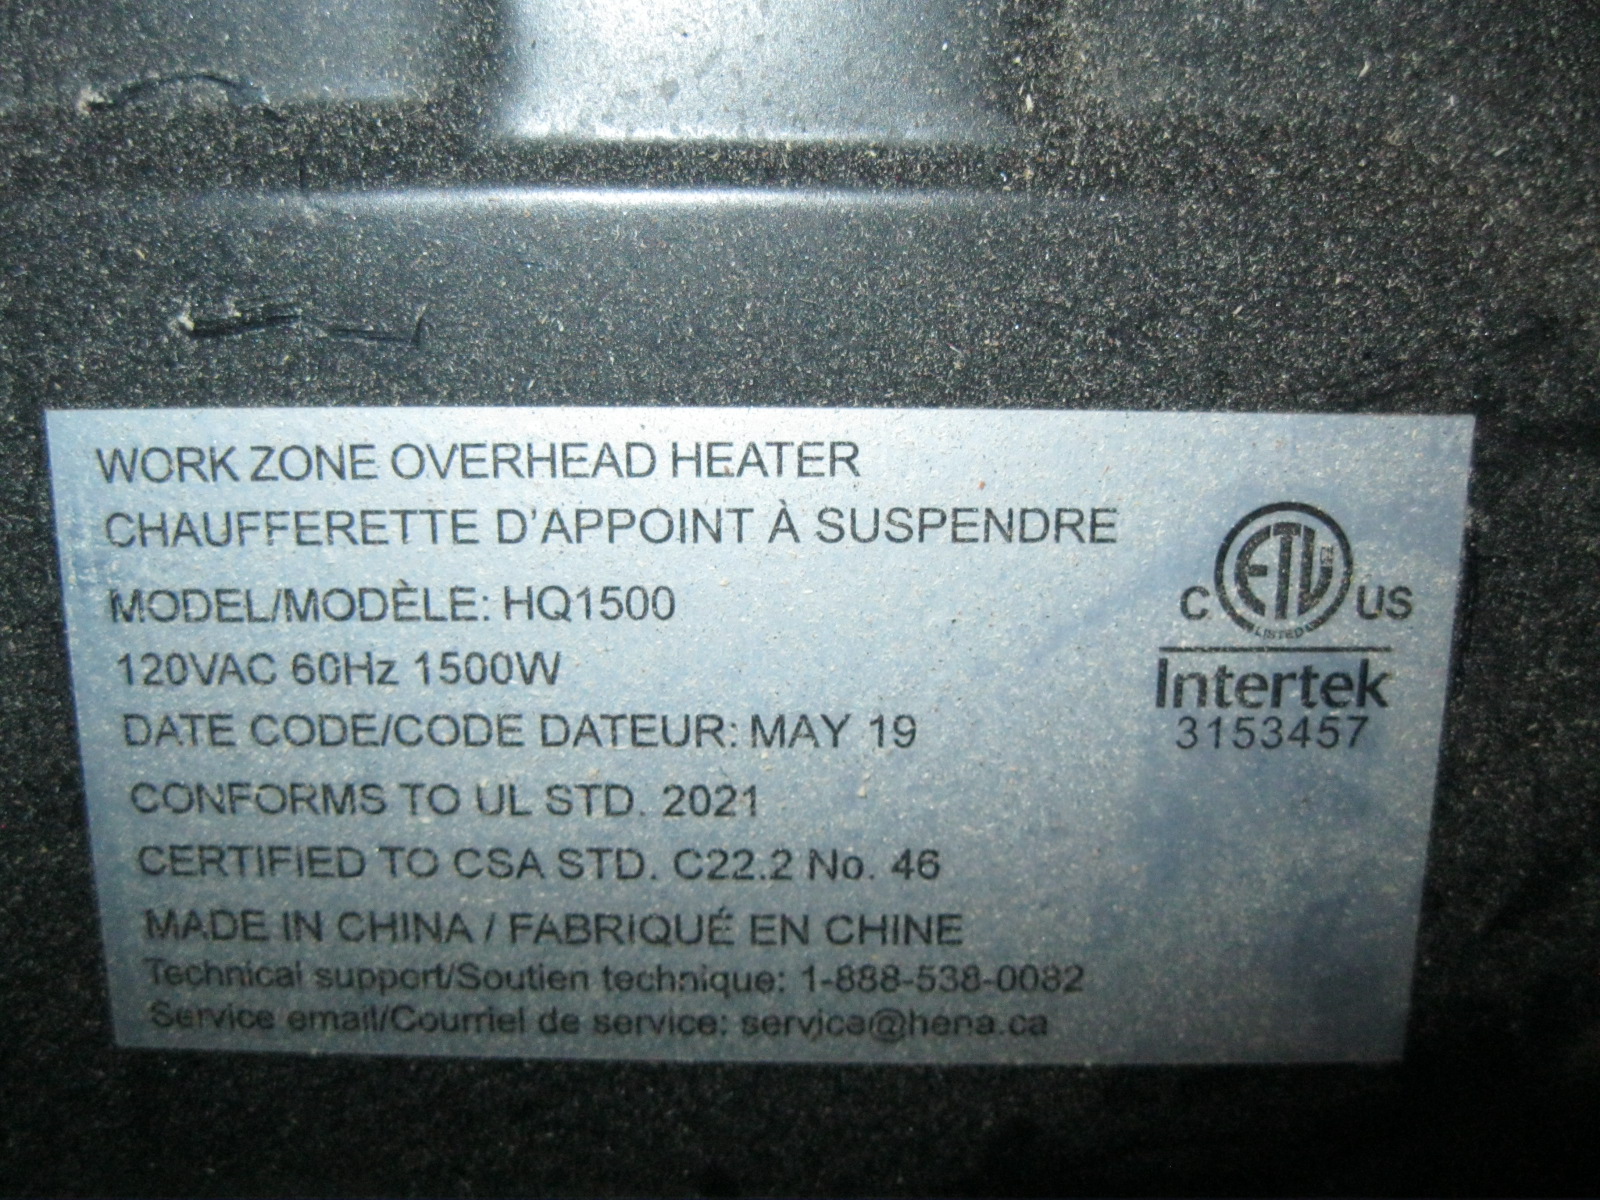 WORK ZONE OVERHEAD HEATER
CHAUFFERETTE D'APPOINT À SUSPENDRE
MODEL/MODÈLE: HQ1500
120VAC 60Hz 1500W
DATE CODE/CODE DATEUR: MAY 19
CONFORMS TO UL STD. 2021
CERTIFIED TO CSA STD. C22.2 No. 46
MADE IN CHINA / FABRIQUÉ EN CHINE
Technical support/Soutien technique: 1-888-538-0082
Service email/Courriel de service: service@hena.ca
C ETL US
LISTED
Intertek
3153457